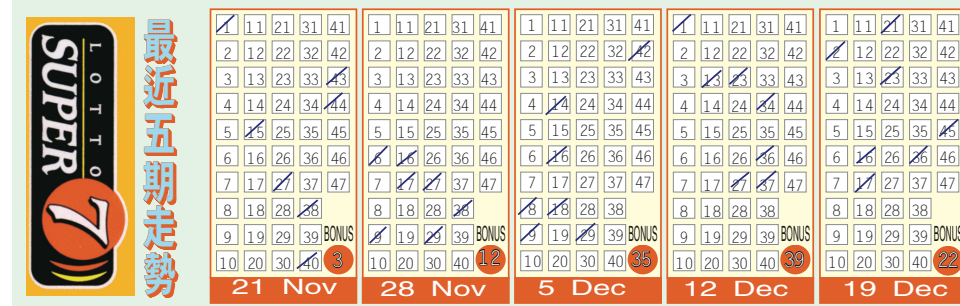 SUPER
LOTTO
7
最近五期走勢
1 11 21 31 41
2 12 22 32 42
3 13 23 33 43
4 14 24 34 44
5 15 25 35 45
6 16 26 36 46
7 17 27 37 47
8 18 28 38
9 19 29 39 BONUS
10 20 30 40 3
21 Nov
1 11 21 31 41
2 12 22 32 42
3 13 23 33 43
4 14 24 34 44
5 15 25 35 45
6 16 26 36 46
7 17 27 37 47
8 18 28 38
9 19 29 39 BONUS
10 20 30 40 12
28 Nov
1 11 21 31 41
2 12 22 32 42
3 13 23 33 43
4 14 24 34 44
5 15 25 35 45
6 16 26 36 46
7 17 27 37 47
8 18 28 38
9 19 29 39 BONUS
10 20 30 40 35
5 Dec
1 11 21 31 41
2 12 22 32 42
3 13 23 33 43
4 14 24 34 44
5 15 25 35 45
6 16 26 36 46
7 17 27 37 47
8 18 28 38
9 19 29 39 BONUS
10 20 30 40 39
12 Dec
1 11 21 31 41
2 12 22 32 42
3 13 23 33 43
4 14 24 34 44
5 15 25 35 45
6 16 26 36 46
7 17 27 37 47
8 18 28 38
9 19 29 39 BONUS
10 20 30 40 22
19 Dec